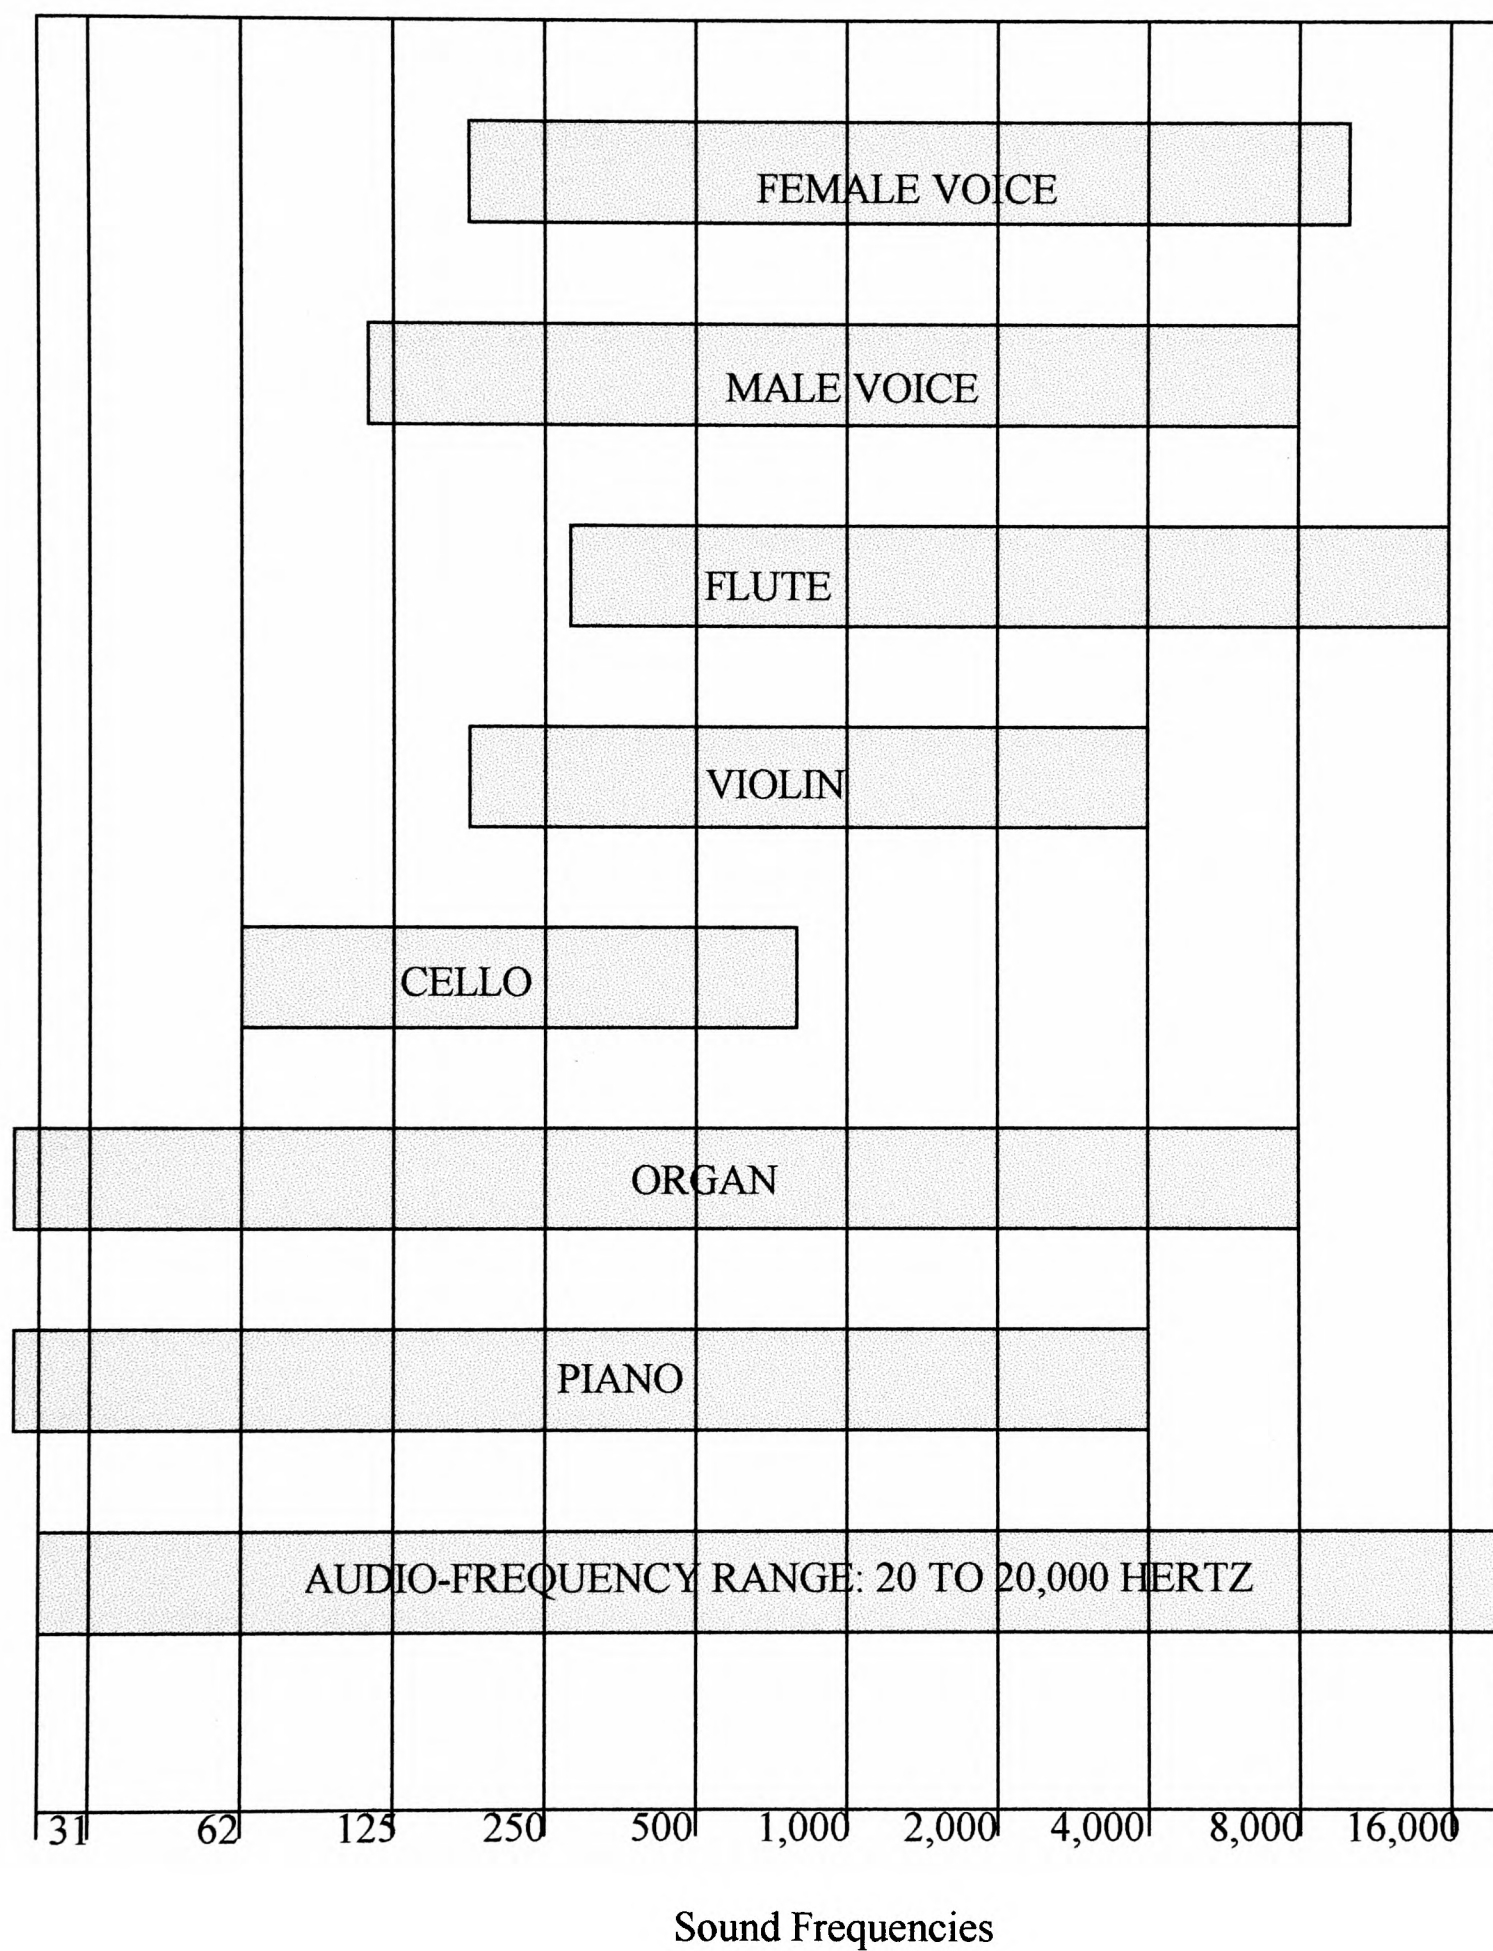 FEMALE VOICE
MALE VOICE
FLUTE
VIOLIN
CELLO
ORGAN
PIANO
AUDIO-FREQUENCY RANGE: 20 TO 20,000 HERTZ
31 62 125 250 500 1,000 2,000 4,000 8,000 16,000
Sound Frequencies